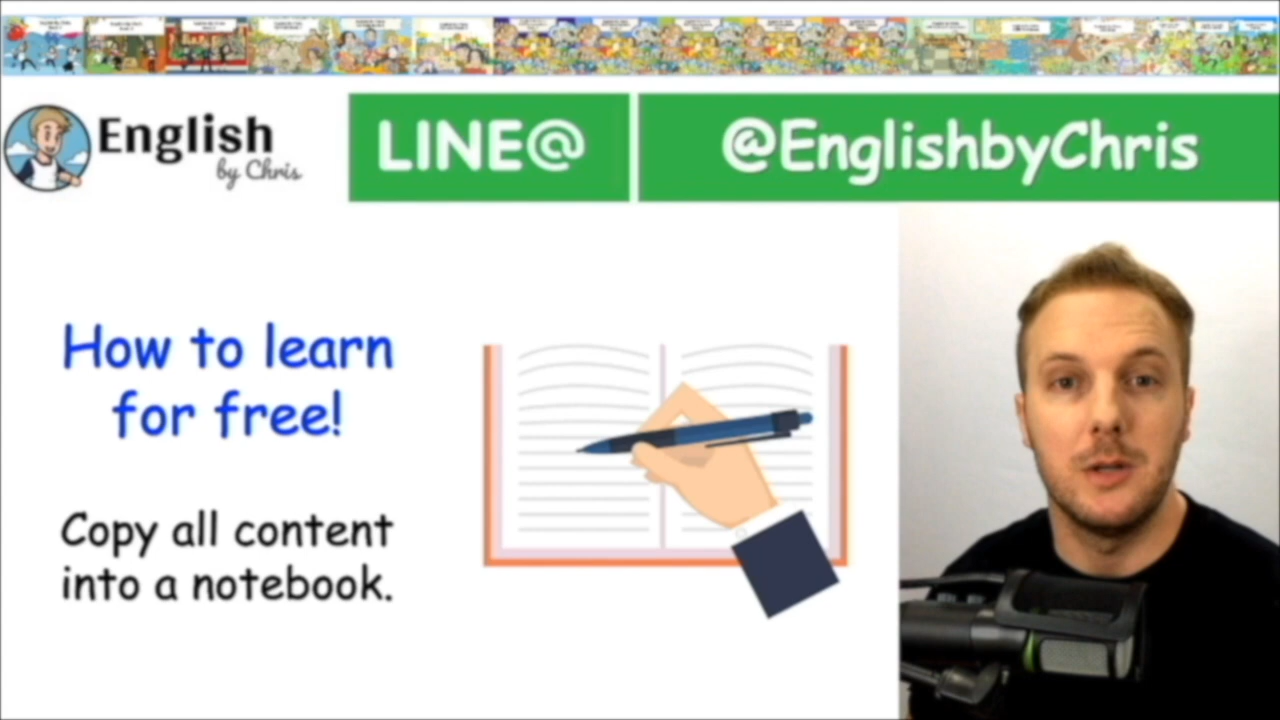 English
by Chris
LINE@
@EnglishbyChris
How to learn
for free!
Copy all content
into a notebook.